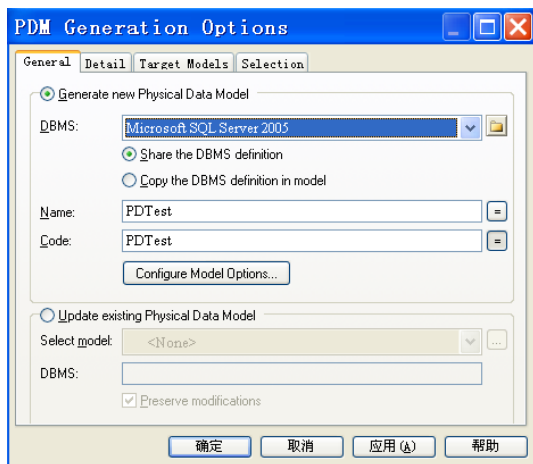 PDM Generation Options
General Detail Target Models Selection
Generate new Physical Data Model
DBMS: Microsoft SQL Server 2005
Share the DBMS definition
Copy the DBMS definition in model
Name: PDTest =
Code: PDTest =
Configure Model Options...
Update existing Physical Data Model
Select model: <None> ...
DBMS:
Preserve modifications
确定 取消 应用(A) 帮助